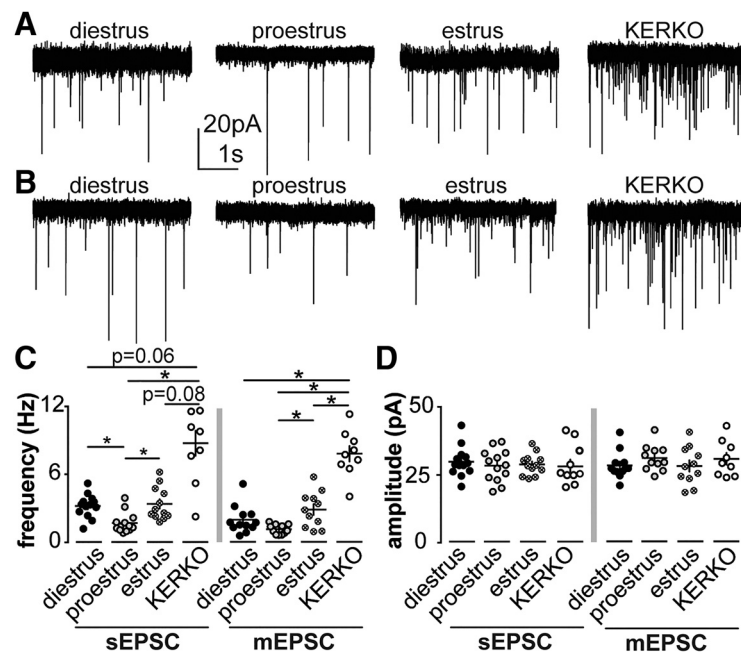 A
diestrus proestrus estrus KERKO
20pA
1s
B
diestrus proestrus estrus KERKO
C
p=0.06
*
p=0.08
* *
*
*
* *
frequency (Hz)
12
6
0
diestrus proestrus estrus KERKO diestrus proestrus estrus KERKO
sEPSC mEPSC
D
amplitude (pA)
50
25
0
diestrus proestrus estrus KERKO diestrus proestrus estrus KERKO
sEPSC mEPSC